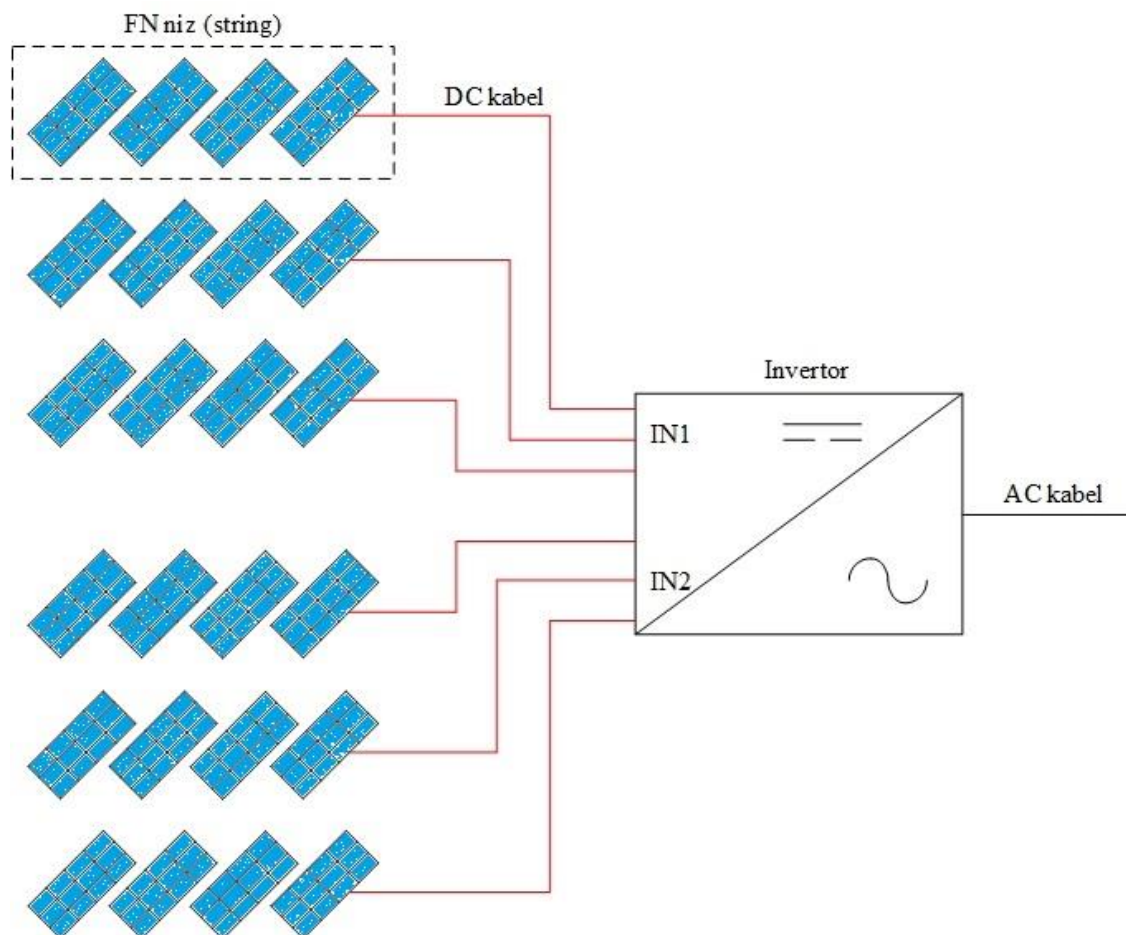 FN niz (string)
DC kabel
Invertor
IN1
AC kabel
IN2